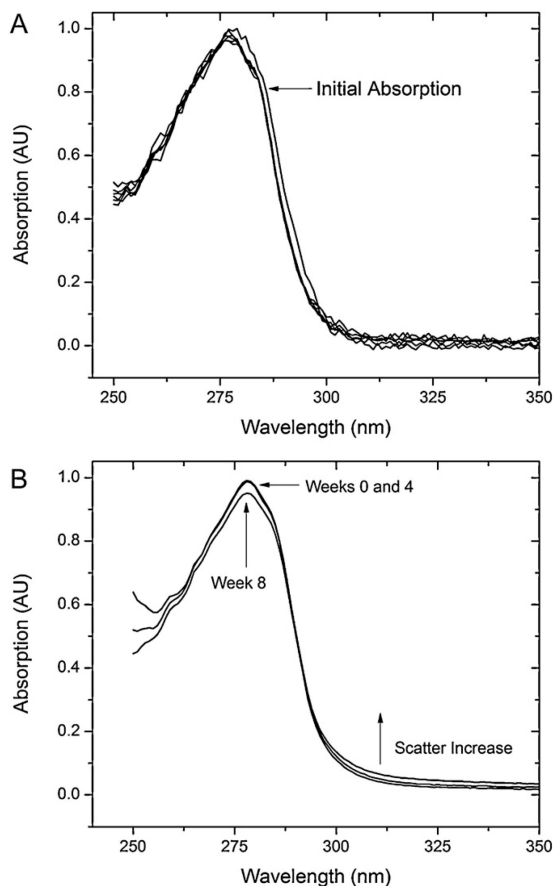 A
Absorption (AU)
1.0
0.8
0.6
0.4
0.2
0.0
Initial Absorption
250 275 300 325 350
Wavelength (nm)
B
Absorption (AU)
1.0
0.8
0.6
0.4
0.2
0.0
Weeks 0 and 4
Week 8
Scatter Increase
250 275 300 325 350
Wavelength (nm)